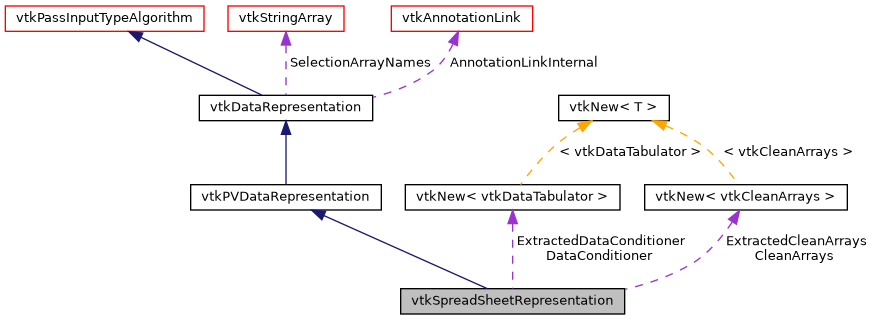 vtkPassInputTypeAlgorithm
vtkStringArray
vtkAnnotationLink
SelectionArrayNames
AnnotationLinkInternal
vtkDataRepresentation
vtkNew< T >
< vtkDataTabulator >
< vtkCleanArrays >
vtkPVDataRepresentation
vtkNew< vtkDataTabulator >
vtkNew< vtkCleanArrays >
ExtractedDataConditioner
DataConditioner
ExtractedCleanArrays
CleanArrays
vtkSpreadSheetRepresentation